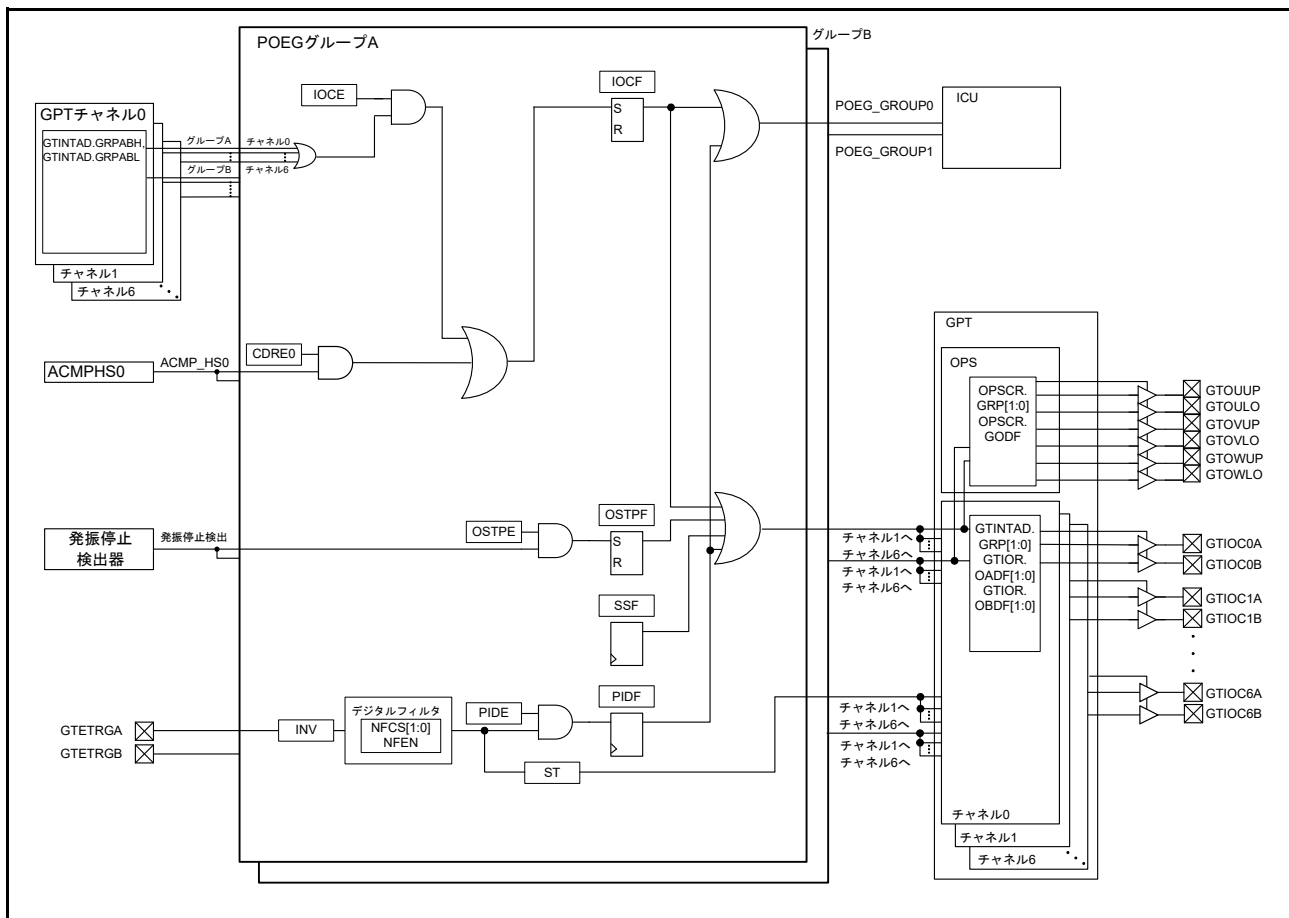 POEGグループA
グループB
GPTチャネル0
GTINTAD.GRPABH,
GTINTAD.GRPABL
グループA
チャネル0
グループB
チャネル6
チャネル1
チャネル6
IOCE
IOCF
S
R
POEG_GROUP0
POEG_GROUP1
ICU
ACMPHS0
ACMP_HS0
CDRE0
発振停止
検出器
発振停止検出
OSTPE
OSTPF
S
R
SSF
PIDE
PIDF
GTETRGA
GTETRGB
INV
デジタルフィルタ
NFCS[1:0]
NFEN
ST
チャネル1へ
チャネル6へ
チャネル1へ
チャネル6へ
チャネル1へ
チャネル6へ
チャネル1へ
チャネル6へ
GPT
OPS
OPSCR.
GRP[1:0]
OPSCR.
GODF
GTINTAD.
GRP[1:0]
GTIOR.
OADF[1:0]
GTIOR.
OBDF[1:0]
チャネル0
チャネル1
チャネル6
GTOUUP
GTOULO
GTOVUP
GTOVLO
GTOWUP
GTOWLO
GTIOC0A
GTIOC0B
GTIOC1A
GTIOC1B
GTIOC6A
GTIOC6B